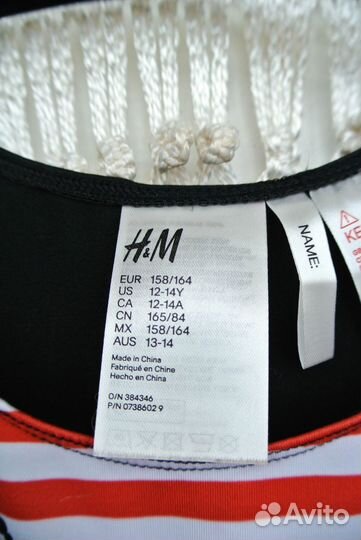 H&M
EUR 158/164
US 12-14Y
CA 12-14A
CN 165/84
MX 158/164
AUS 13-14
Made in China
Fabriqué en Chine
Hecho en China
O/N 384346
P/N 0738602 9
NAME:
KE
Avito